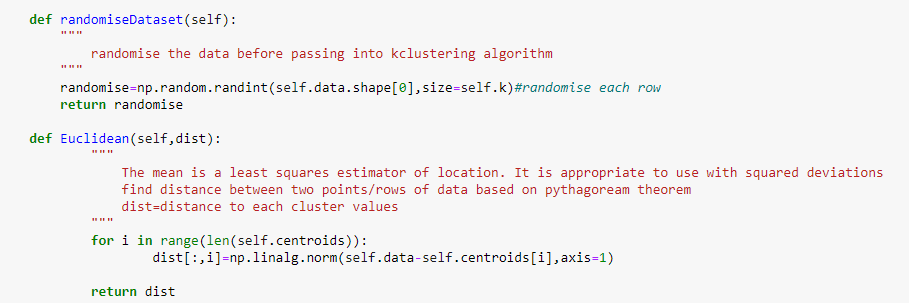 def randomiseDataset(self):
"""
randomise the data before passing into kclustering algorithm
"""
randomise=np.random.randint(self.data.shape[0],size=self.k)#randomise each row
return randomise
def Euclidean(self,dist):
"""
The mean is a least squares estimator of location. It is appropriate to use with squared deviations
find distance between two points/rows of data based on pythagoream theorem
dist=distance to each cluster values
"""
for i in range(len(self.centroids)):
dist[:,i]=np.linalg.norm(self.data-self.centroids[i],axis=1)
return dist